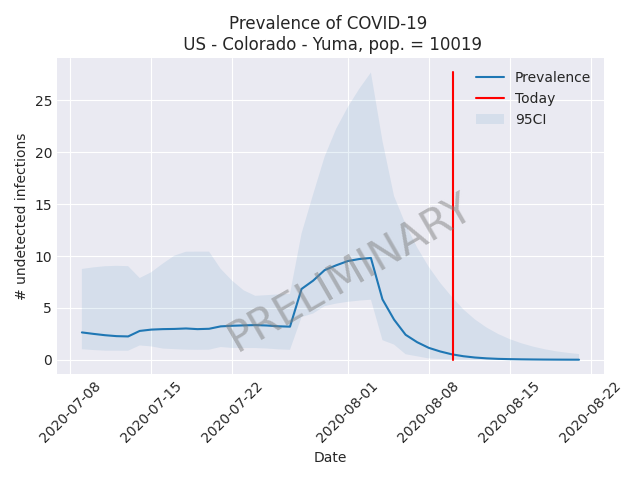 Prevalence of COVID-19
US - Colorado - Yuma, pop. = 10019
Prevalence
Today
95CI
# undetected infections
25
20
15
10
5
0
PRELIMINARY
2020-07-08
2020-07-15
2020-07-22
2020-08-01
2020-08-08
2020-08-15
2020-08-22
Date